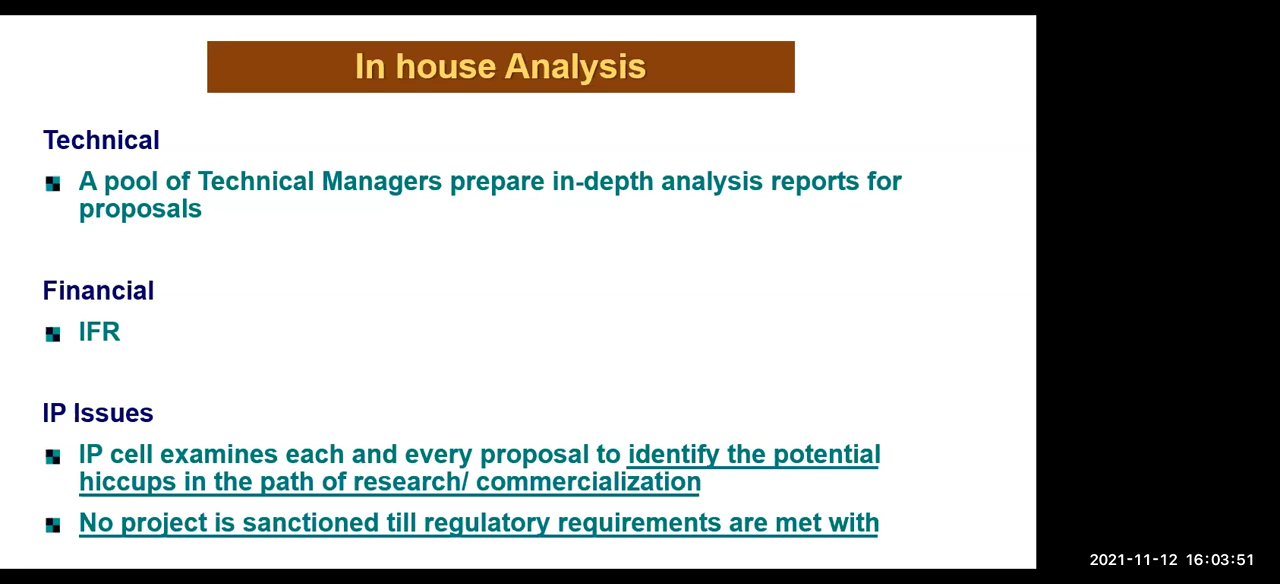 In house Analysis
Technical
A pool of Technical Managers prepare in-depth analysis reports for
proposals
Financial
IFR
IP Issues
IP cell examines each and every proposal to identify the potential
hiccups in the path of research/ commercialization
No project is sanctioned till regulatory requirements are met with
2021-11-12 16:03:51